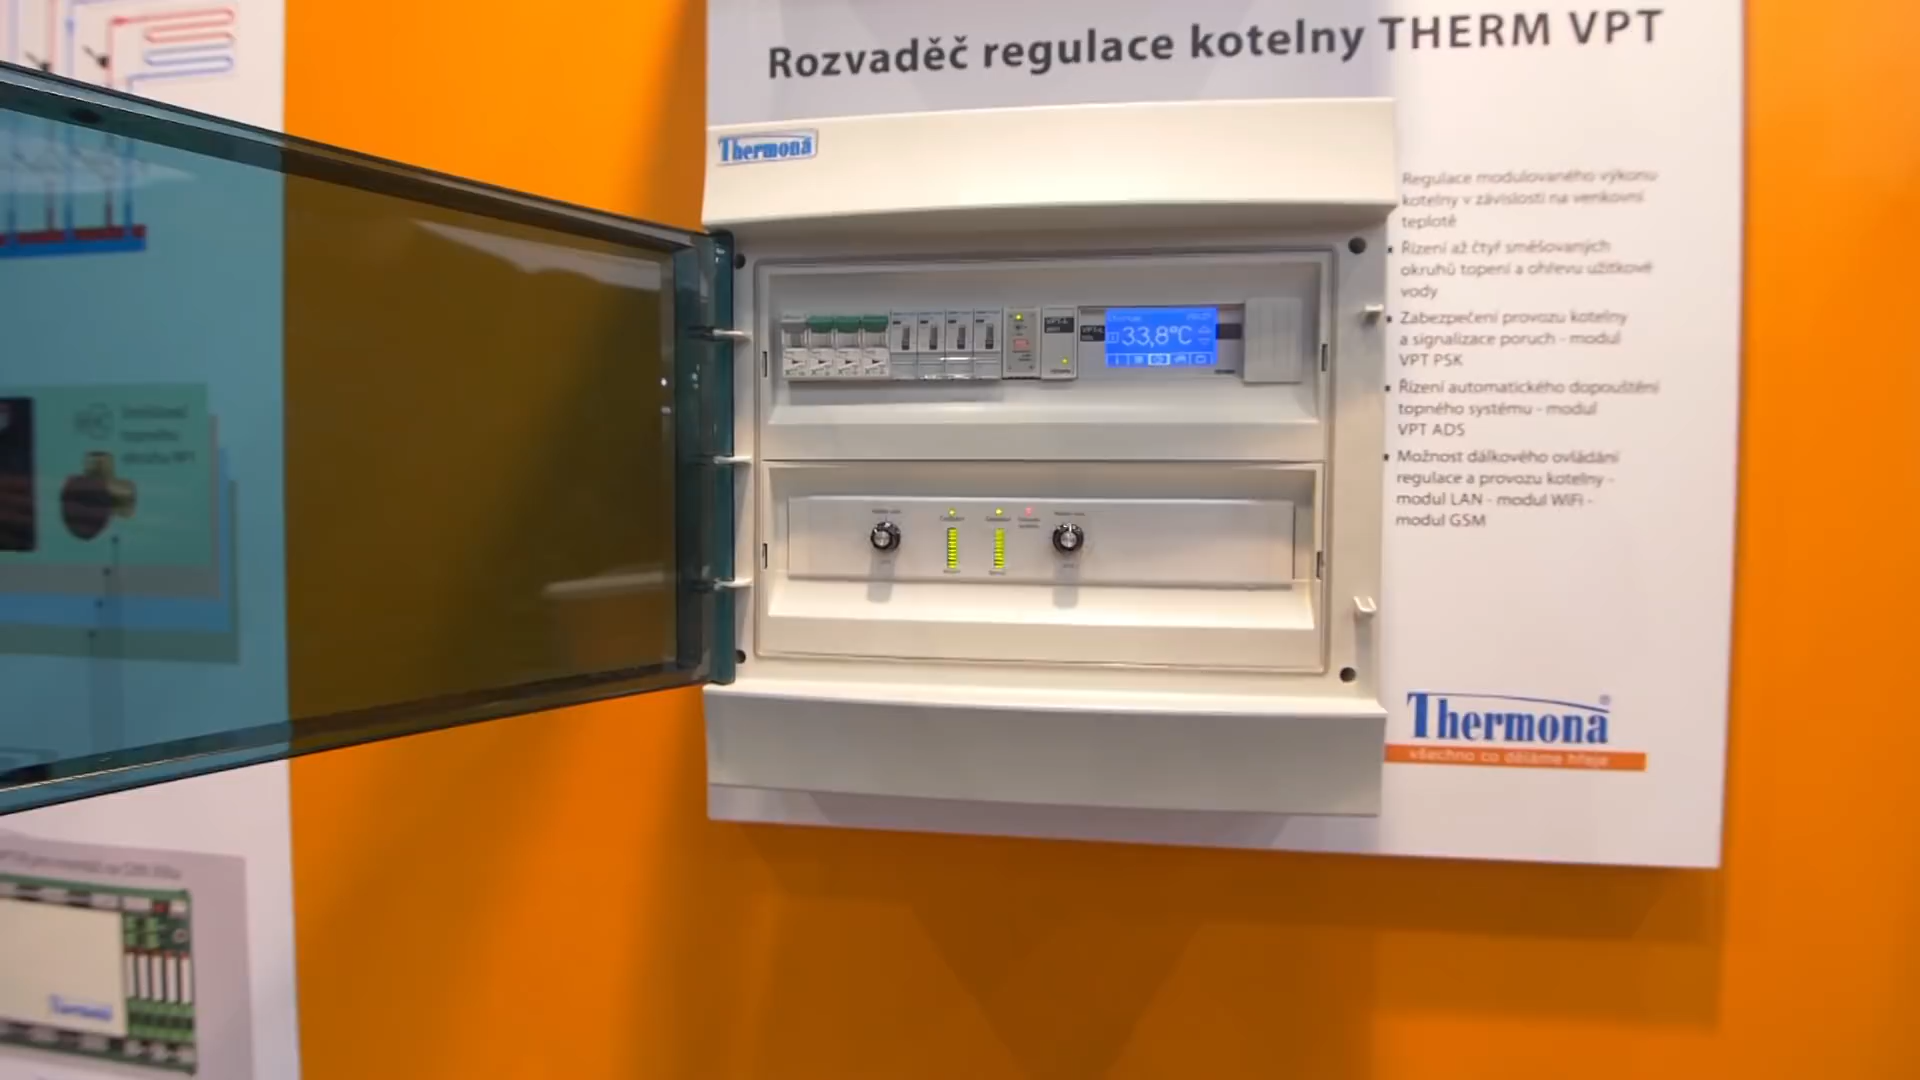 Rozvaděč regulace kotelny THERM VPT
Thermona
Regulace modulovaného výkonu
kotelny v závislosti na venkovní
teplotě
Řízení až čtyř směšovaných
okruhů topení a ohřevu užitkové
vody
Zabezpečení provozu kotelny
a signalizace poruch - modul
VPT PSK
Řízení automatického dopouštění
topného systému - modul
VPT ADS
Možnost dálkového ovládání
regulace a provozu kotelny -
modul LAN - modul WiFi -
modul GSM
33,8°C
Thermona®
všechno co děláme hřeje